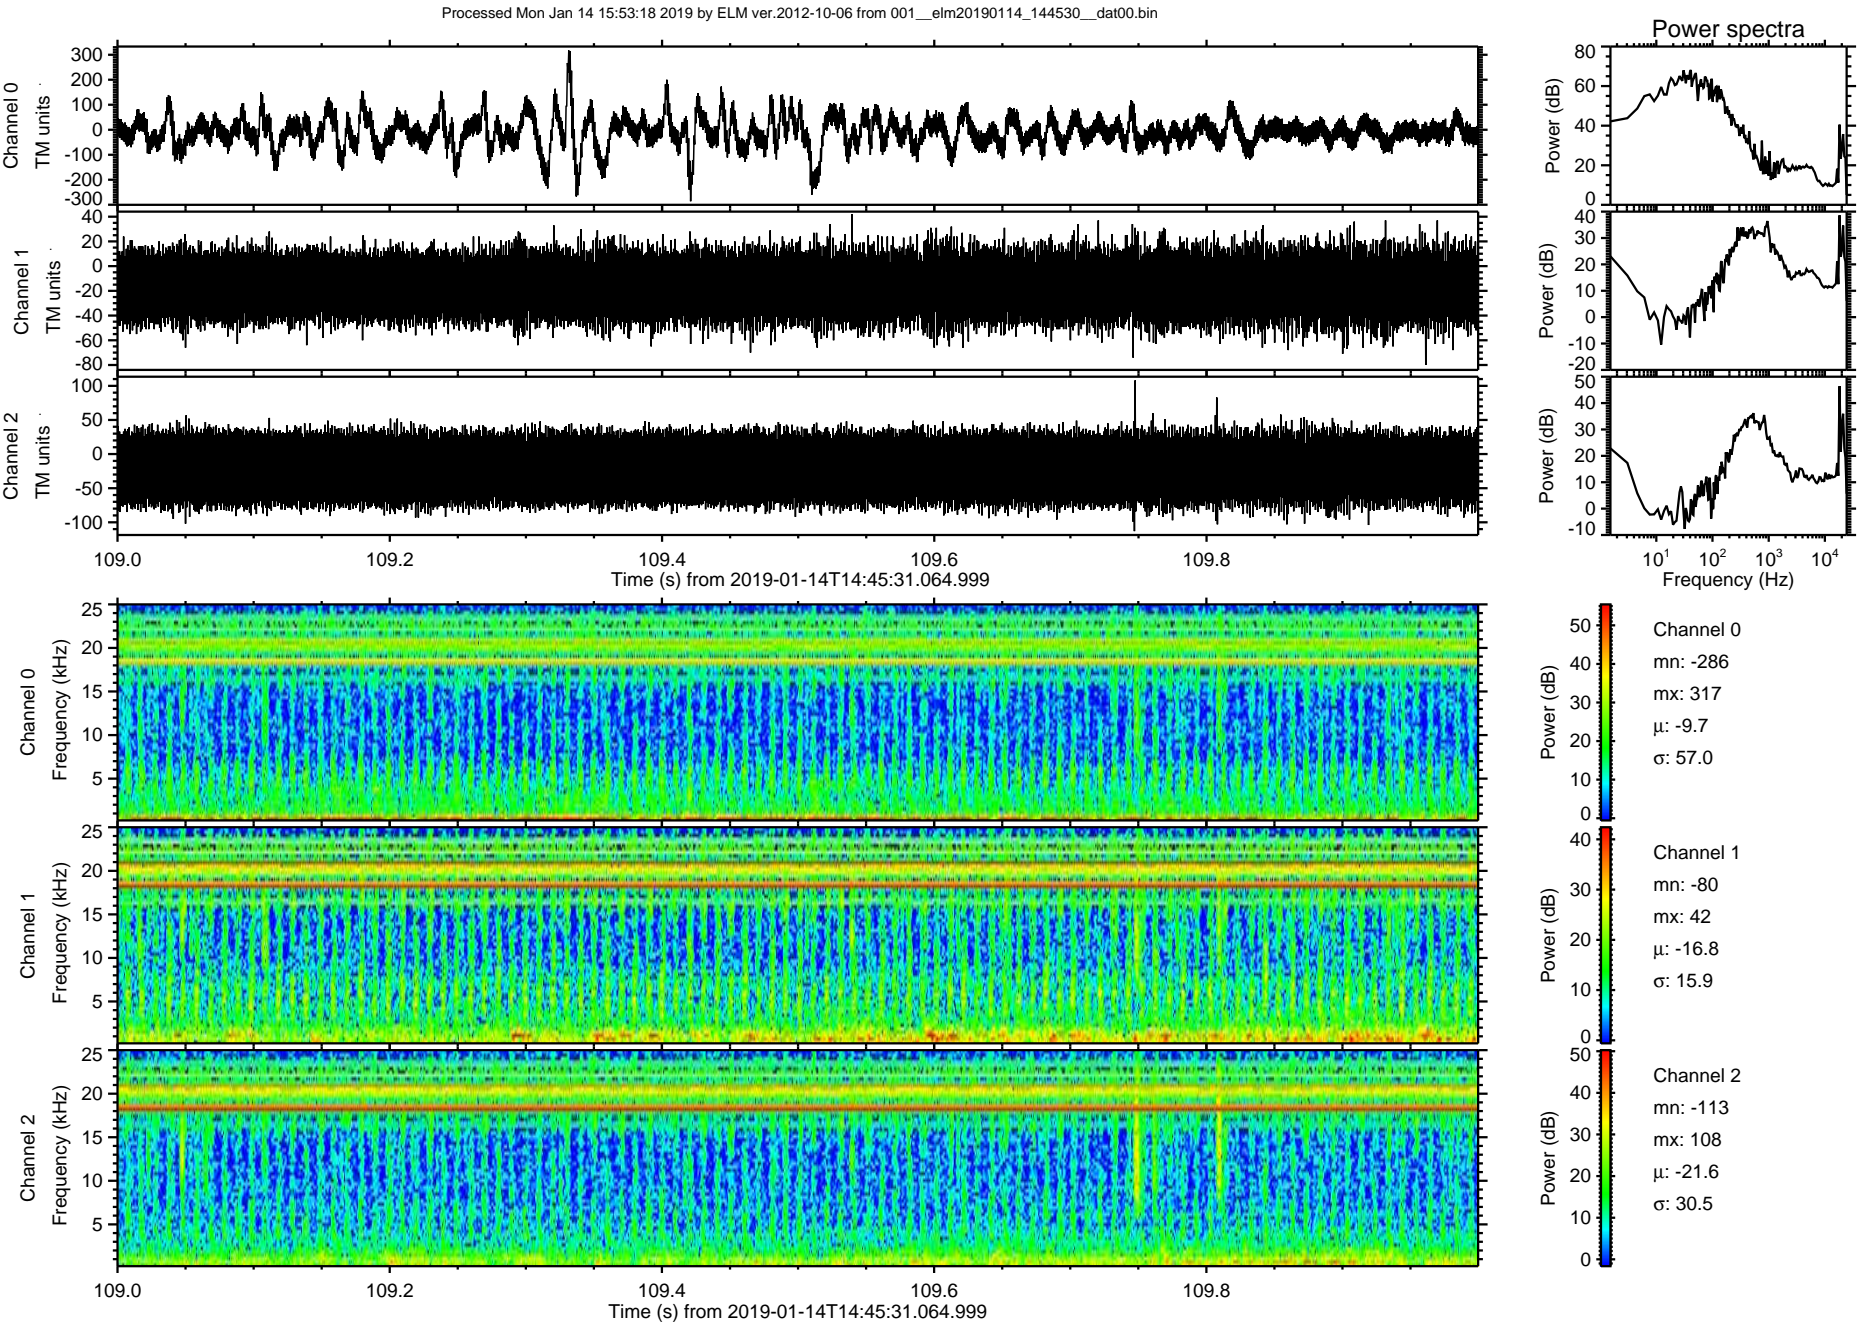 Processed Mon Jan 14 15:53:18 2019 by ELM ver.2012-10-06 from 001__elm20190114_144530__dat00.bin
Power spectra
Channel 0
TM units
300
200
100
0
-100
-200
-300
Power (dB)
80
60
40
20
0
Channel 1
TM units
40
20
0
-20
-40
-60
-80
Power (dB)
40
30
20
10
0
-10
-20
Channel 2
TM units
100
50
0
-50
-100
Power (dB)
50
40
30
20
10
0
-10
109.0 109.2 109.4 109.6 109.8
Time (s) from 2019-01-14T14:45:31.064.999
10^1 10^2 10^3 10^4
Frequency (Hz)
Channel 0
Frequency (kHz)
25
20
15
10
5
Power (dB)
50
40
30
20
10
0
Channel 0
mn: -286
mx: 317
μ: -9.7
σ: 57.0
Channel 1
Frequency (kHz)
25
20
15
10
5
Power (dB)
40
30
20
10
0
Channel 1
mn: -80
mx: 42
μ: -16.8
σ: 15.9
Channel 2
Frequency (kHz)
25
20
15
10
5
Power (dB)
50
40
30
20
10
0
Channel 2
mn: -113
mx: 108
μ: -21.6
σ: 30.5
109.0 109.2 109.4 109.6 109.8
Time (s) from 2019-01-14T14:45:31.064.999